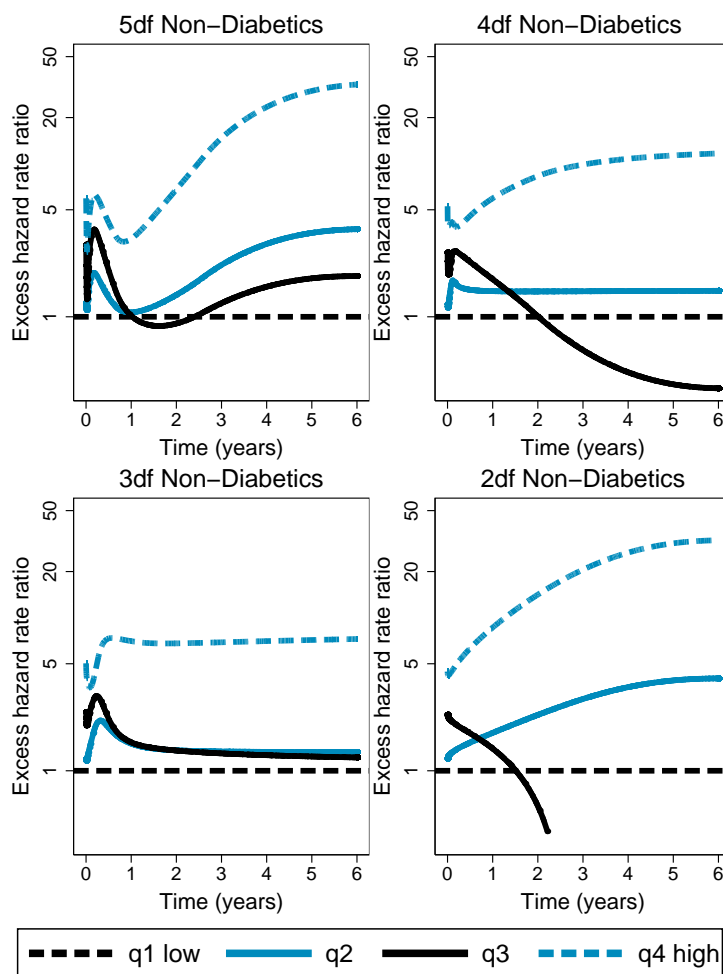 5df Non−Diabetics
Excess hazard rate ratio
50
20
5
1
0 1 2 3 4 5 6
Time (years)
4df Non−Diabetics
Excess hazard rate ratio
50
20
5
1
0 1 2 3 4 5 6
Time (years)
3df Non−Diabetics
Excess hazard rate ratio
50
20
5
1
0 1 2 3 4 5 6
Time (years)
2df Non−Diabetics
Excess hazard rate ratio
50
20
5
1
0 1 2 3 4 5 6
Time (years)
q1 low q2 q3 q4 high